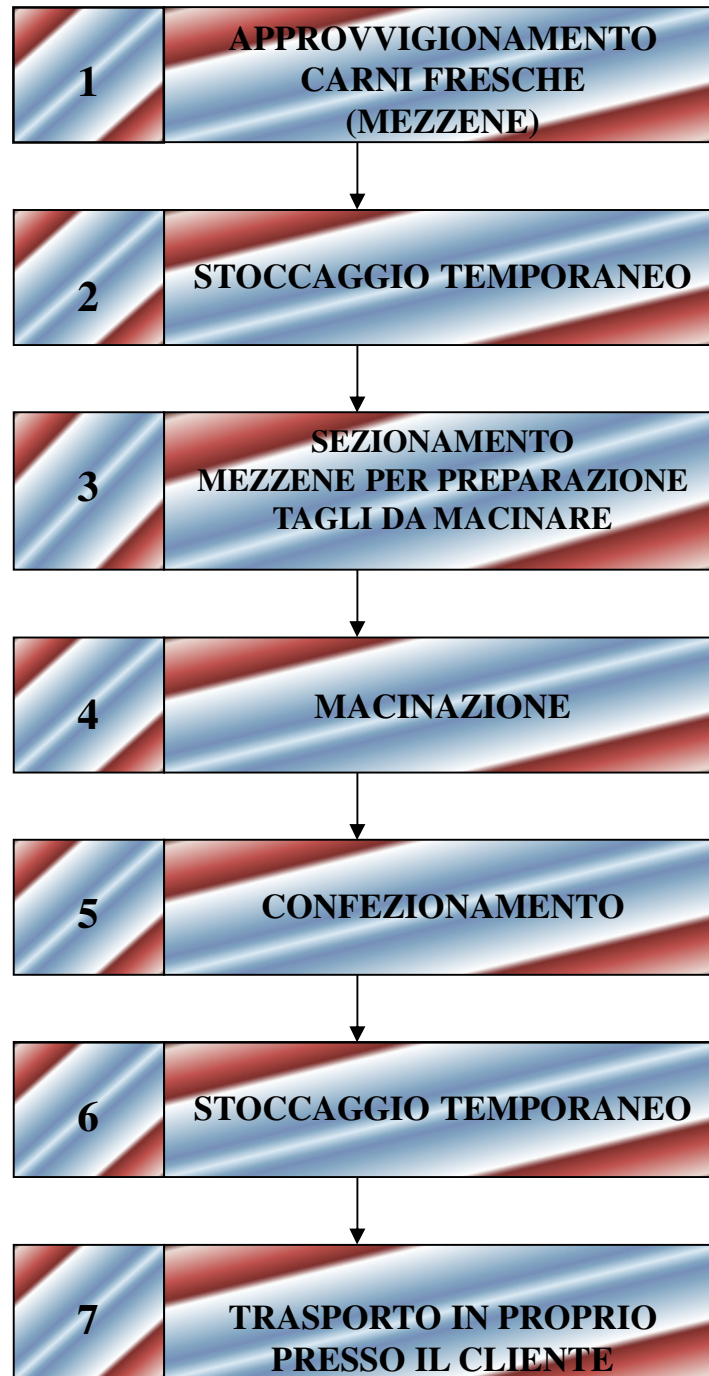 1
APPROVVIGIONAMENTO
CARNI FRESCHE
(MEZZENE)
2
STOCCAGGIO TEMPORANEO
3
SEZIONAMENTO
MEZZENE PER PREPARAZIONE
TAGLI DA MACINARE
4
MACINAZIONE
5
CONFEZIONAMENTO
6
STOCCAGGIO TEMPORANEO
7
TRASPORTO IN PROPRIO
PRESSO IL CLIENTE